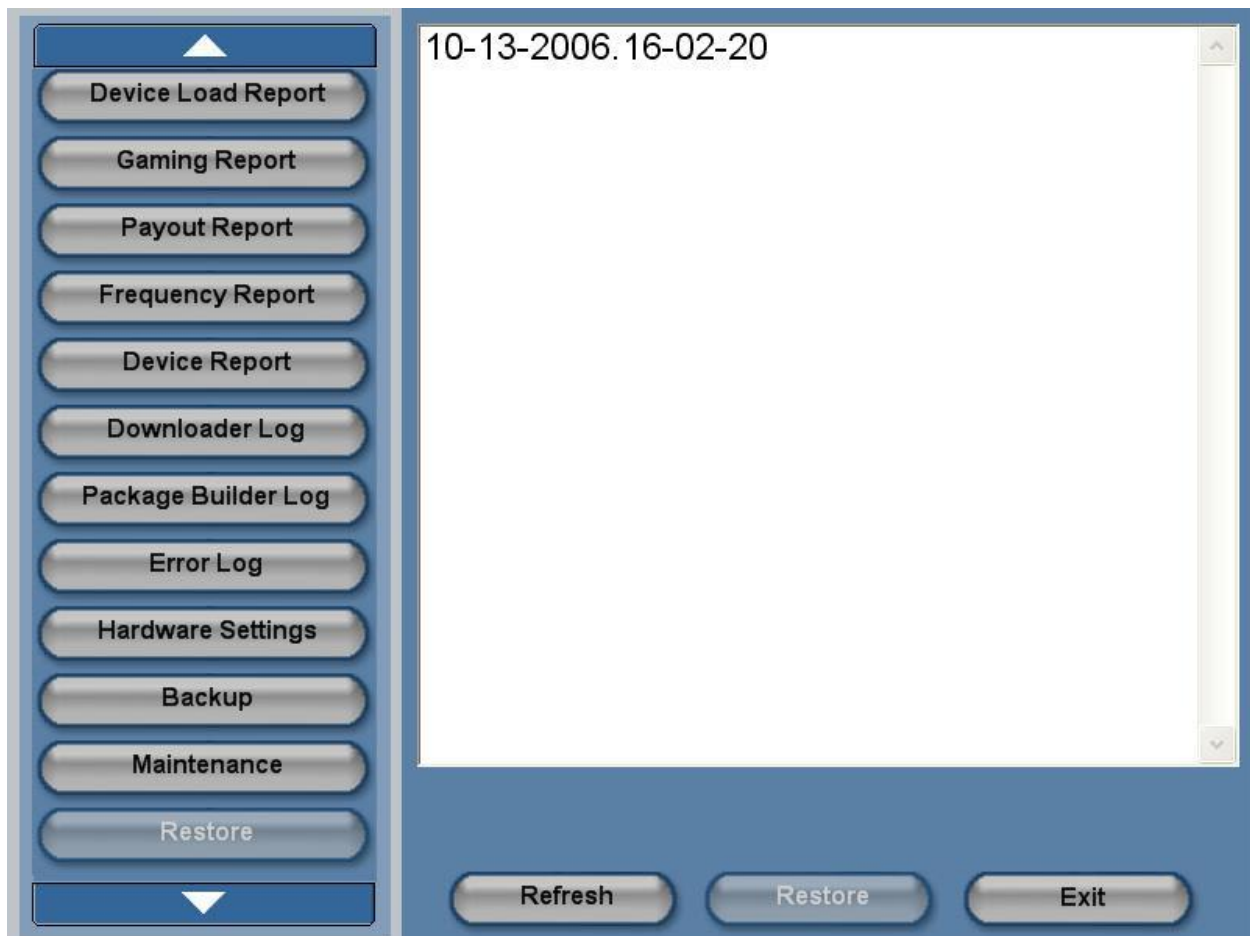 Device Load Report
Gaming Report
Payout Report
Frequency Report
Device Report
Downloader Log
Package Builder Log
Error Log
Hardware Settings
Backup
Maintenance
Restore
10-13-2006.16-02-20
Refresh
Restore
Exit